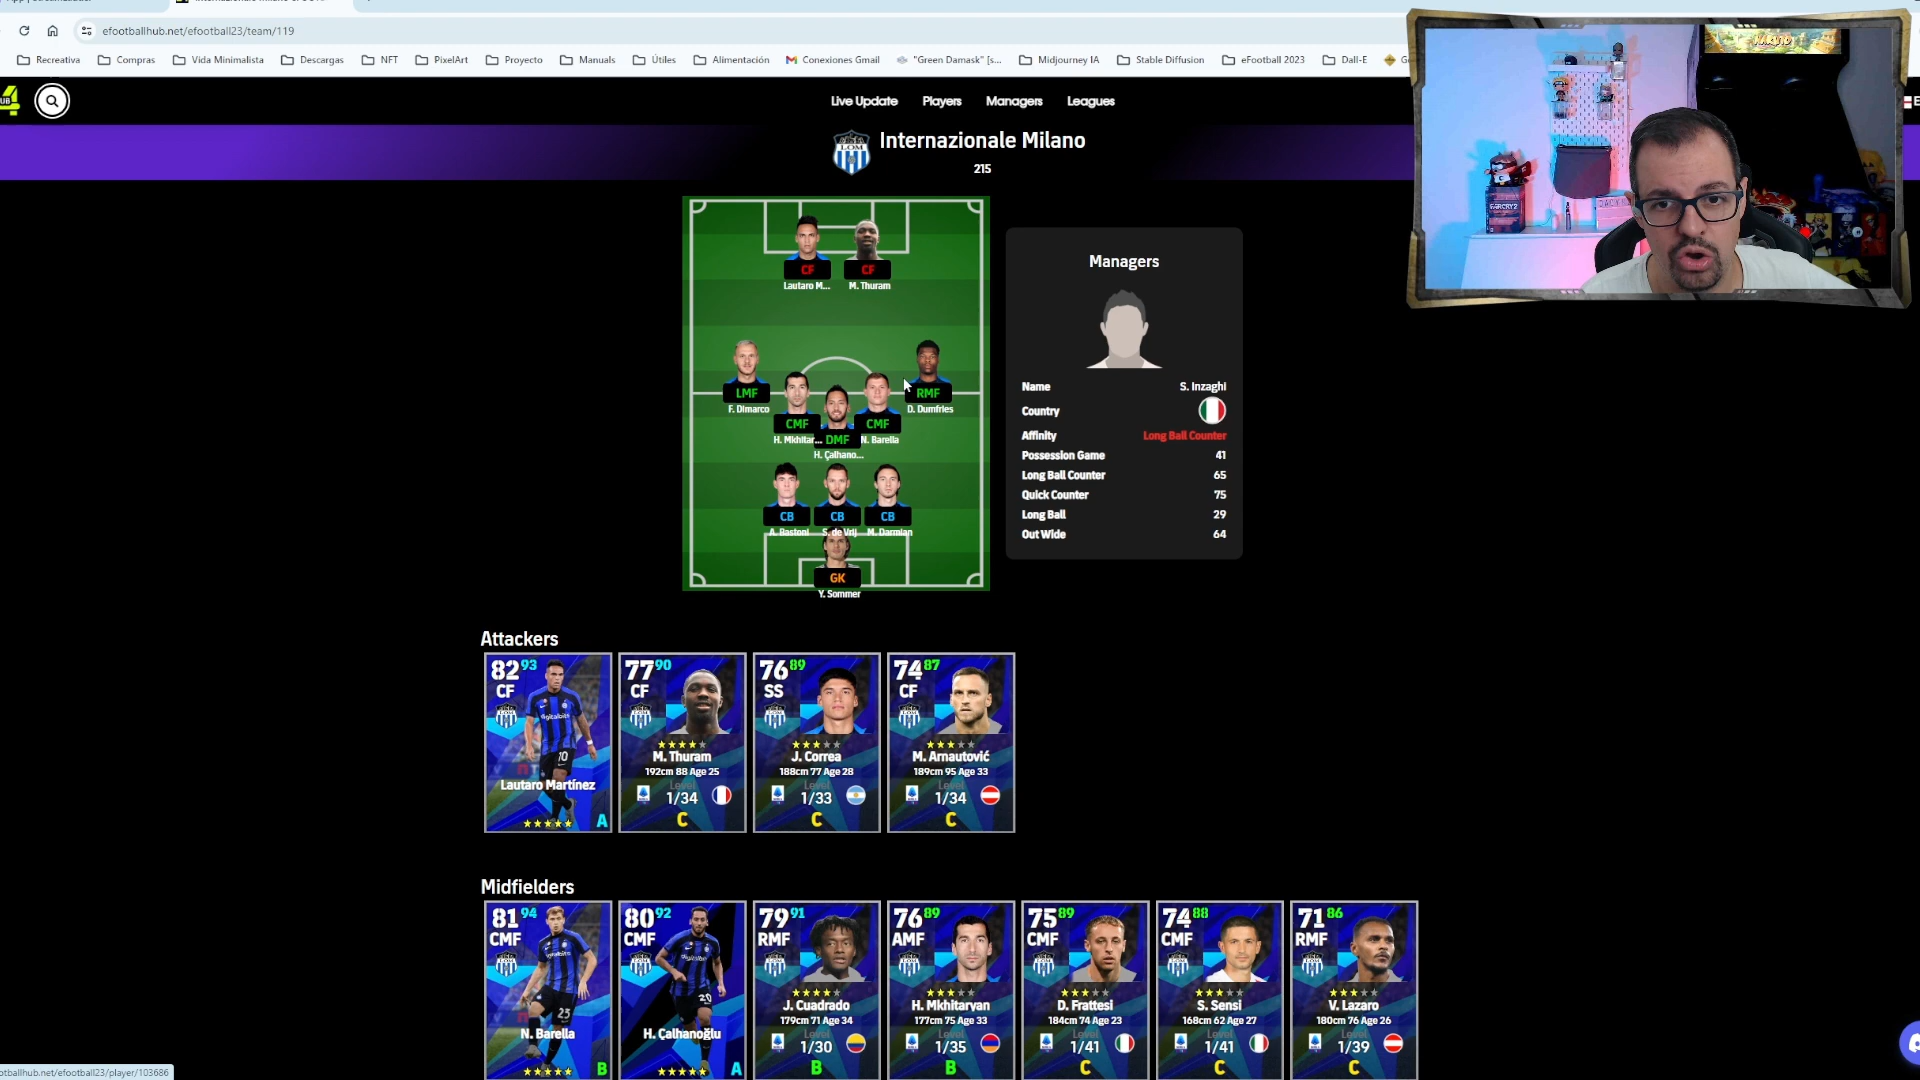 efootballhub.net/efootball23/team/119
Recreativa
Compras
Vida Minimalista
Descargas
NFT
PixelArt
Proyecto
Manuals
Útiles
Alimentación
Conexiones Gmail
"Green Damask" [s...
Midjourney IA
Stable Diffusion
eFootball 2023
Dall-E
Live Update
Players
Managers
Leagues
Internazionale Milano
215
CF
CF
Lautaro M...
M. Thuram
LMF
RMF
F. Dimarco
D. Dumfries
CMF
CMF
H. Mkhitar...
DMF
N. Barella
H. Çalhano...
CB
CB
CB
A. Bastoni
S. de Vrij
M. Darmian
GK
Y. Sommer
Managers
Name S. Inzaghi
Country
Affinity Long Ball Counter
Possession Game 41
Long Ball Counter 65
Quick Counter 75
Long Ball 29
Out Wide 64
Attackers
82 93
CF
Lautaro Martínez
A
77 90
CF
M. Thuram
192cm 88 Age 25
Level
1/34
C
76 89
SS
J. Correa
188cm 77 Age 28
Level
1/33
C
74 87
CF
M. Arnautović
189cm 95 Age 33
Level
1/34
C
Midfielders
81 94
CMF
N. Barella
B
80 92
CMF
H. Çalhanoğlu
A
79 91
RMF
J. Cuadrado
179cm 71 Age 34
Level
1/30
B
76 89
AMF
H. Mkhitaryan
177cm 75 Age 33
Level
1/35
B
75 89
CMF
D. Frattesi
184cm 74 Age 23
Level
1/41
C
74 88
CMF
S. Sensi
168cm 62 Age 27
Level
1/41
C
71 86
RMF
V. Lazaro
180cm 76 Age 26
Level
1/39
C
otballhub.net/efootball23/player/103686